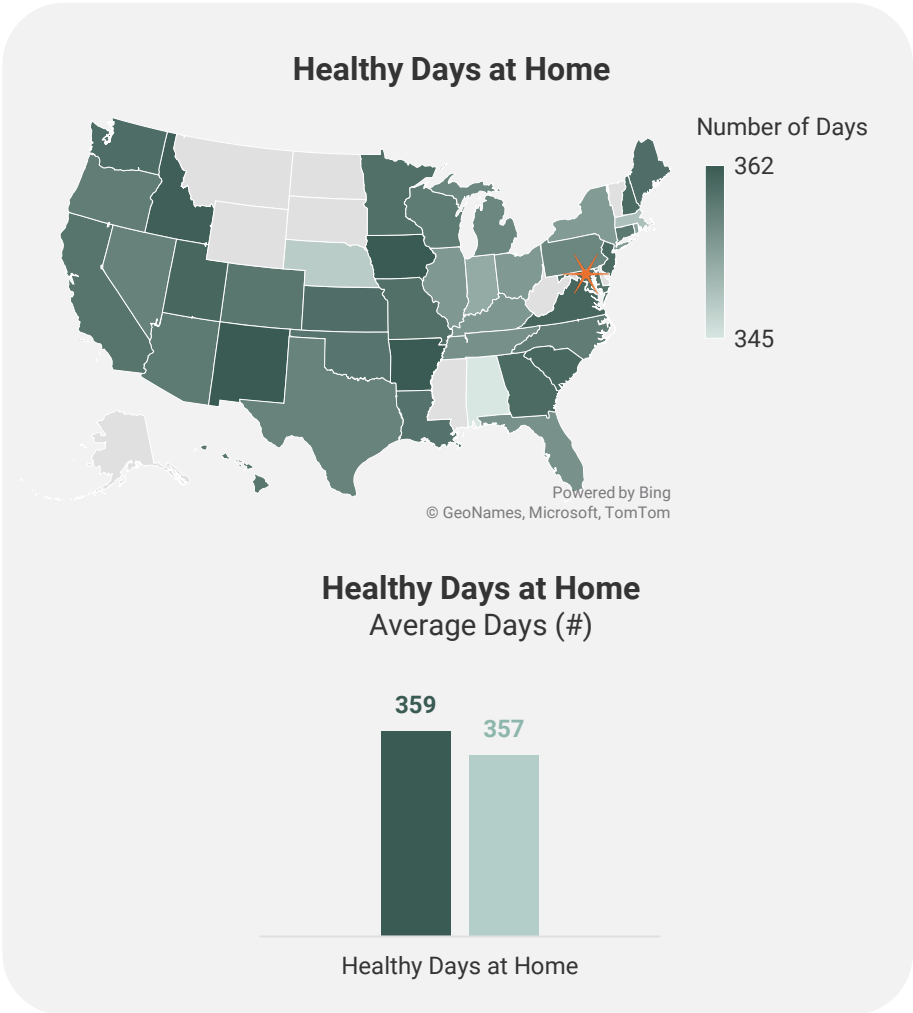 Healthy Days at Home
Number of Days
362
345
Powered by Bing
© GeoNames, Microsoft, TomTom
Healthy Days at Home
Average Days (#)
359
357
Healthy Days at Home